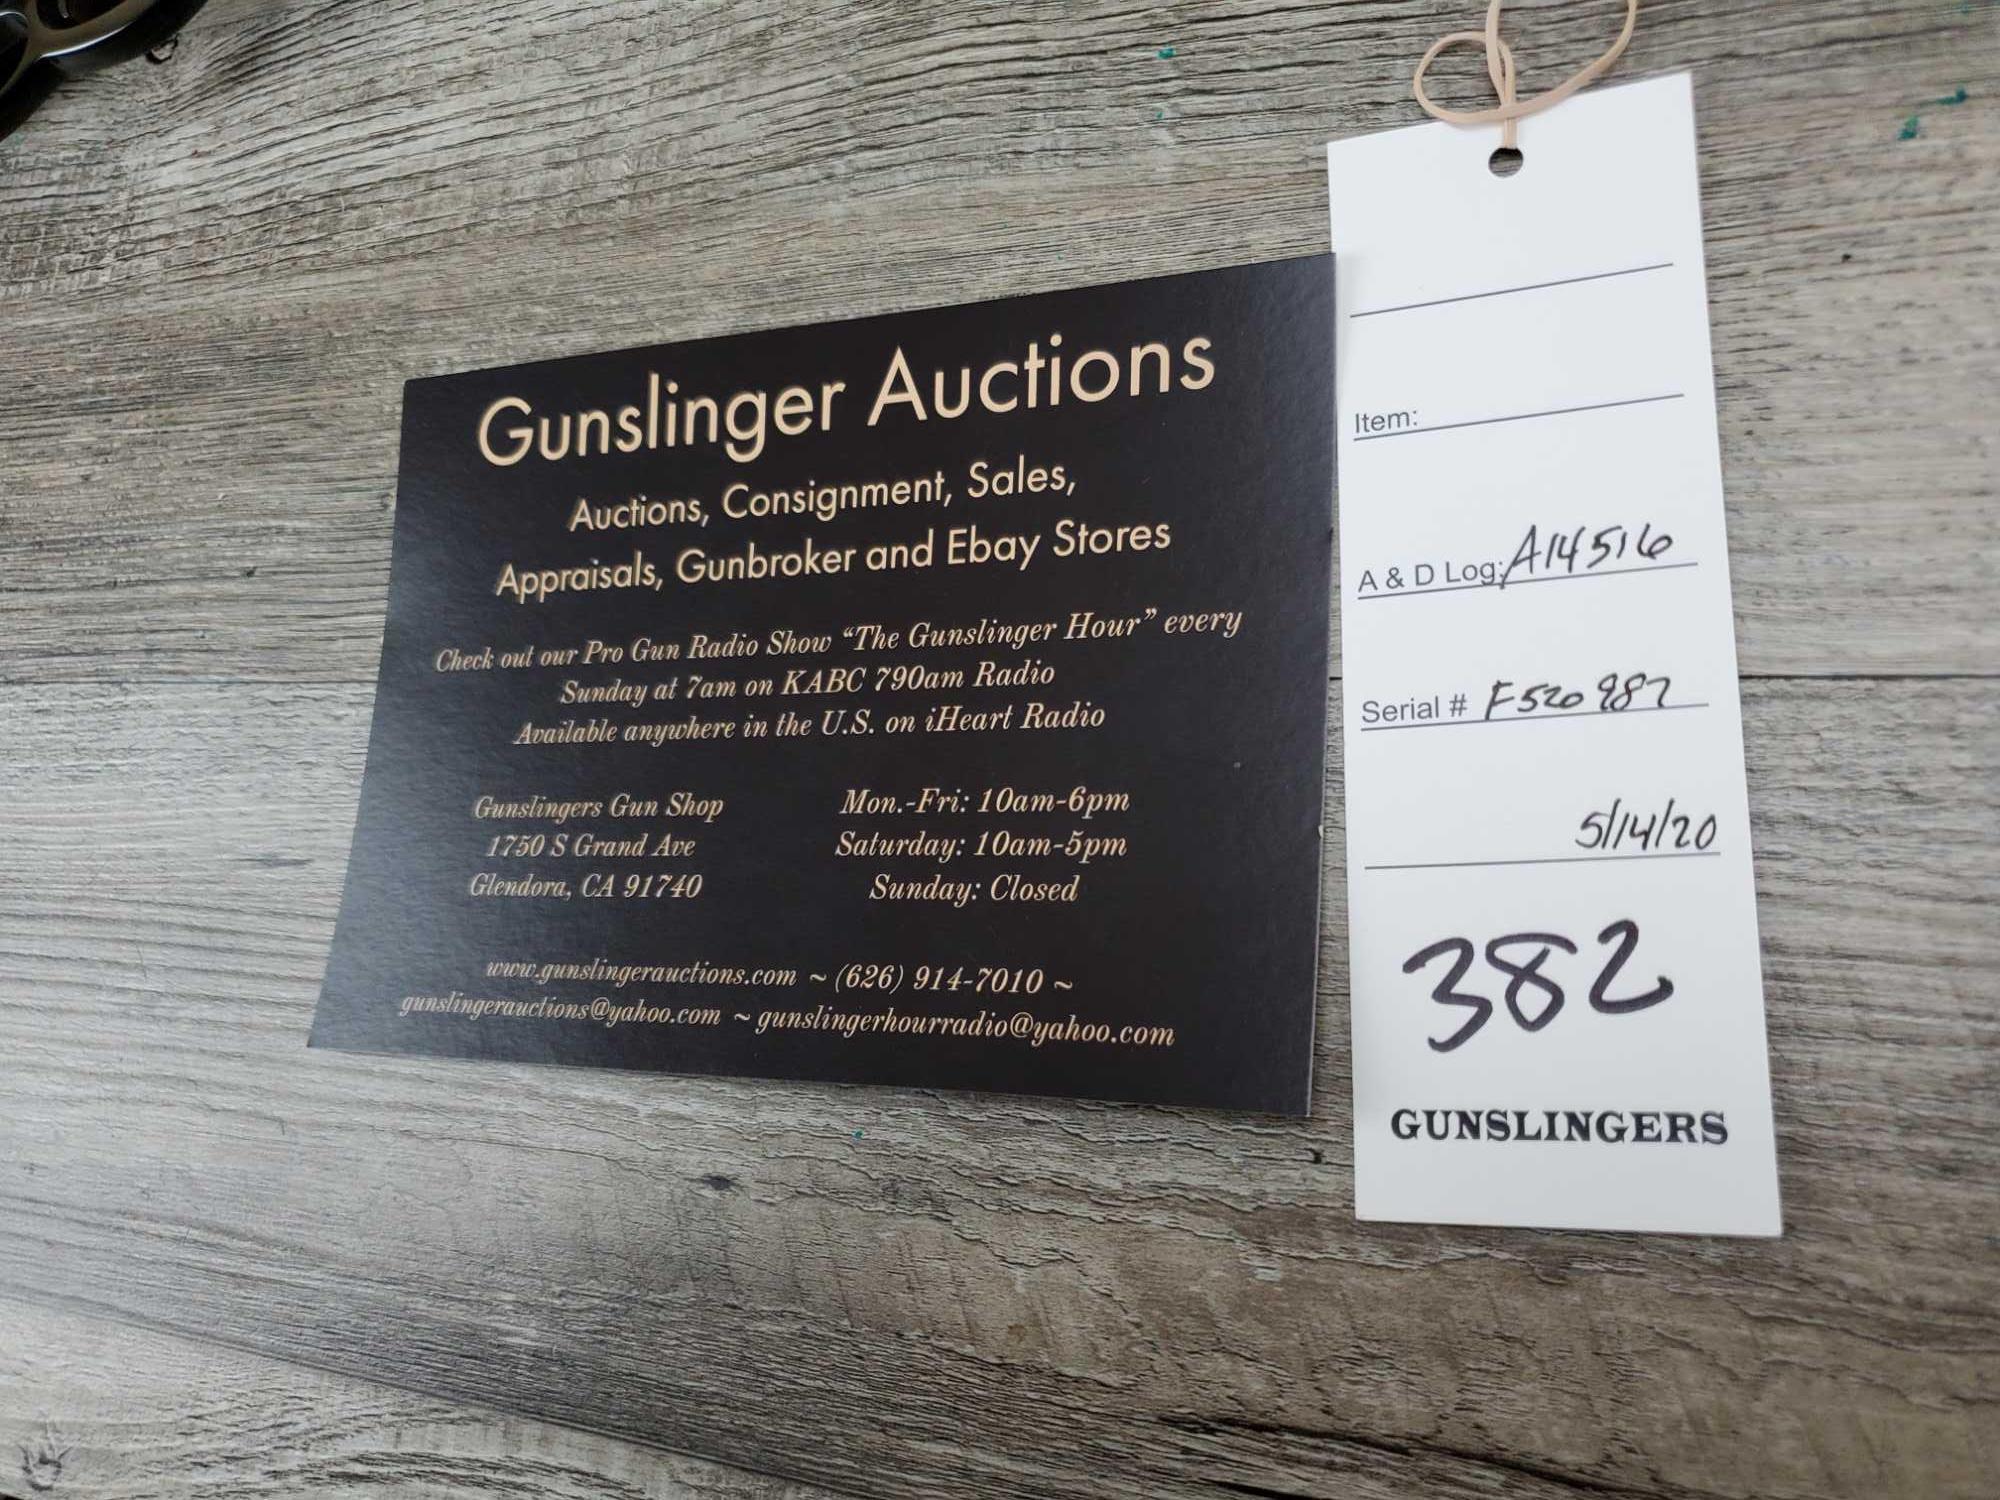 Gunslinger Auctions
Auctions, Consignment, Sales,
Appraisals, Gunbroker and Ebay Stores
Check out our Pro Gun Radio Show “The Gunslinger Hour” every
Sunday at 7am on KABC 790am Radio
Available anywhere in the U.S. on iHeart Radio
Gunslingers Gun Shop
1750 S Grand Ave
Glendora, CA 91740
Mon.-Fri: 10am-6pm
Saturday: 10am-5pm
Sunday: Closed
www.gunslingerauctions.com ~ (626) 914-7010 ~
gunslingerauctions@yahoo.com ~ gunslingerhourradio@yahoo.com
Item:
A & D Log: A14516
Serial # F520987
5/14/20
382
GUNSLINGERS